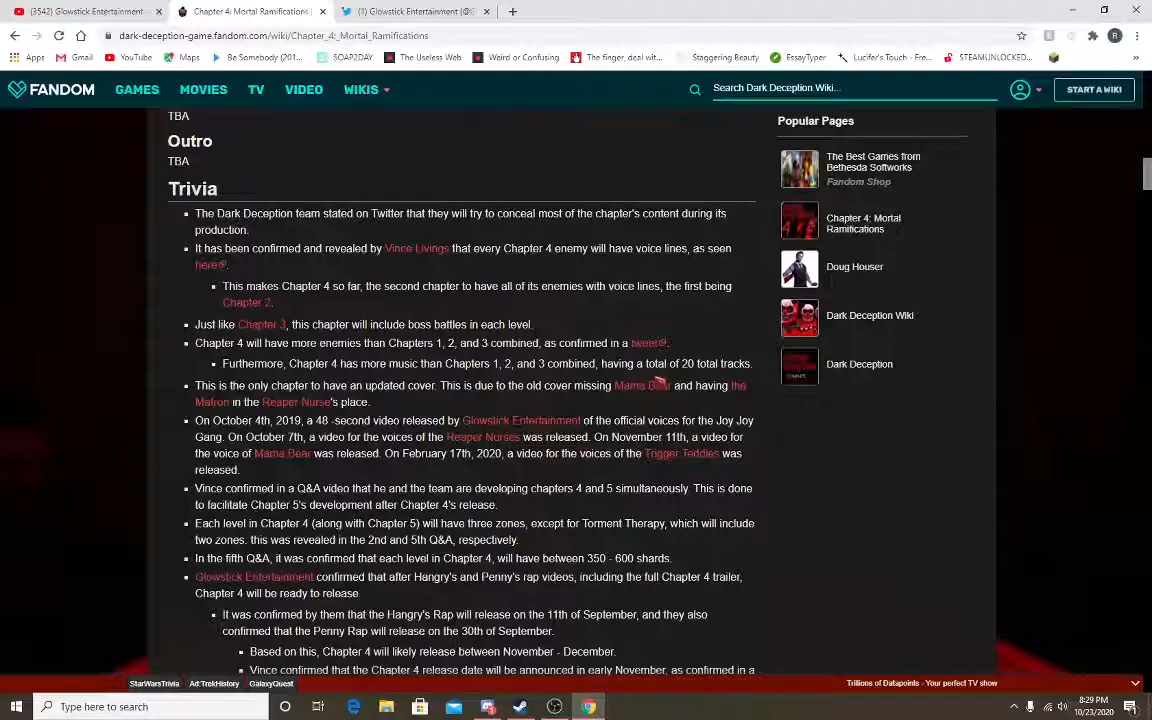 (3542) Glowstick Entertainment
Chapter 4: Mortal Ramifications
(1) Glowstick Entertainment (@G
dark-deception-game.fandom.com/wiki/Chapter_4:_Mortal_Ramifications
R
Apps
Gmail
YouTube
Maps
Be Somebody (201...
SOAP2DAY
The Useless Web
Weird or Confusing
The finger, deal wit...
Staggering Beauty
EssayTyper
Lucifer's Touch - Fre...
STEAMUNLOCKED...
FANDOM
GAMES
MOVIES
TV
VIDEO
WIKIS
Search Dark Deception Wiki...
START A WIKI
TBA
Outro
TBA
Trivia
The Dark Deception team stated on Twitter that they will try to conceal most of the chapter's content during its
production.
It has been confirmed and revealed by Vince Livings that every Chapter 4 enemy will have voice lines, as seen
here.
This makes Chapter 4 so far, the second chapter to have all of its enemies with voice lines, the first being
Chapter 2.
Just like Chapter 3, this chapter will include boss battles in each level.
Chapter 4 will have more enemies than Chapters 1, 2, and 3 combined, as confirmed in a tweet.
Furthermore, Chapter 4 has more music than Chapters 1, 2, and 3 combined, having a total of 20 total tracks.
This is the only chapter to have an updated cover. This is due to the old cover missing Mama Bear and having the
Matron in the Reaper Nurse's place.
On October 4th, 2019, a 48 -second video released by Glowstick Entertainment of the official voices for the Joy Joy
Gang. On October 7th, a video for the voices of the Reaper Nurses was released. On November 11th, a video for
the voice of Mama Bear was released. On February 17th, 2020, a video for the voices of the Trigger Teddies was
released.
Vince confirmed in a Q&A video that he and the team are developing chapters 4 and 5 simultaneously. This is done
to facilitate Chapter 5's development after Chapter 4's release.
Each level in Chapter 4 (along with Chapter 5) will have three zones, except for Torment Therapy, which will include
two zones. this was revealed in the 2nd and 5th Q&A, respectively.
In the fifth Q&A, it was confirmed that each level in Chapter 4, will have between 350 - 600 shards.
Glowstick Entertainment confirmed that after Hangry's and Penny's rap videos, including the full Chapter 4 trailer,
Chapter 4 will be ready to release.
It was confirmed by them that the Hangry's Rap will release on the 11th of September, and they also
confirmed that the Penny Rap will release on the 30th of September.
Based on this, Chapter 4 will likely release between November - December.
Vince confirmed that the Chapter 4 release date will be announced in early November, as confirmed in a
Popular Pages
The Best Games from
Bethesda Softworks
Fandom Shop
Chapter 4: Mortal
Ramifications
Doug Houser
Dark Deception Wiki
Dark Deception
StarWarsTrivia
Ad:TrekHistory
GalaxyQuest
Trillions of Datapoints - Your perfect TV show
Type here to search
8:29 PM
10/23/2020